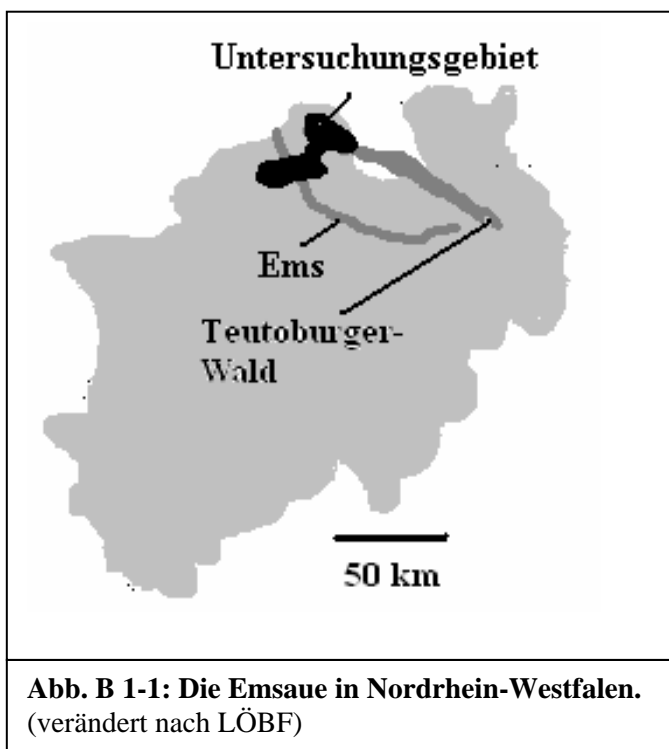 Untersuchungsgebiet
Ems
Teutoburger-
Wald
50 km
Abb. B 1-1: Die Emsaue in Nordrhein-Westfalen.
(verändert nach LÖBF)